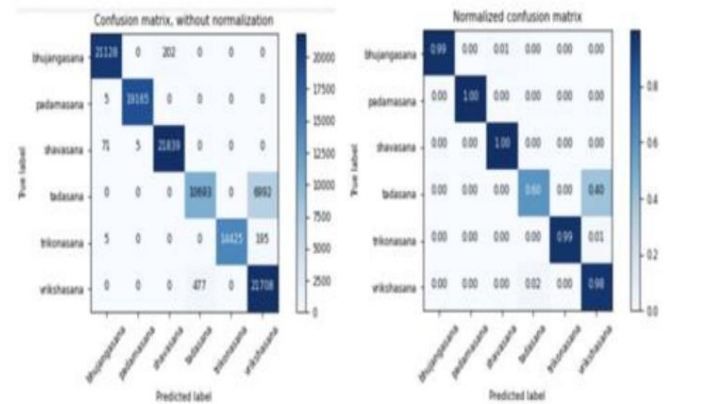 Confusion matrix, without normalization
True label
bhujangasana 21128 0 202 0 0 0
padamasana 5 19165 0 0 0 0
shavasana 71 5 21839 0 0 0
tadasana 0 0 0 10693 0 6992
trikonasana 5 0 0 0 14425 195
vrikshasana 0 0 0 477 0 21708
bhujangasana padamasana shavasana tadasana trikonasana vrikshasana
Predicted label
20000
17500
15000
12500
10000
7500
5000
2500
0
Normalized confusion matrix
True label
bhujangasana 0.99 0.00 0.01 0.00 0.00 0.00
padamasana 0.00 1.00 0.00 0.00 0.00 0.00
shavasana 0.00 0.00 1.00 0.00 0.00 0.00
tadasana 0.00 0.00 0.00 0.60 0.00 0.40
trikonasana 0.00 0.00 0.00 0.00 0.99 0.01
vrikshasana 0.00 0.00 0.00 0.02 0.00 0.98
bhujangasana padamasana shavasana tadasana trikonasana vrikshasana
Predicted label
0.8
0.6
0.4
0.2
0.0